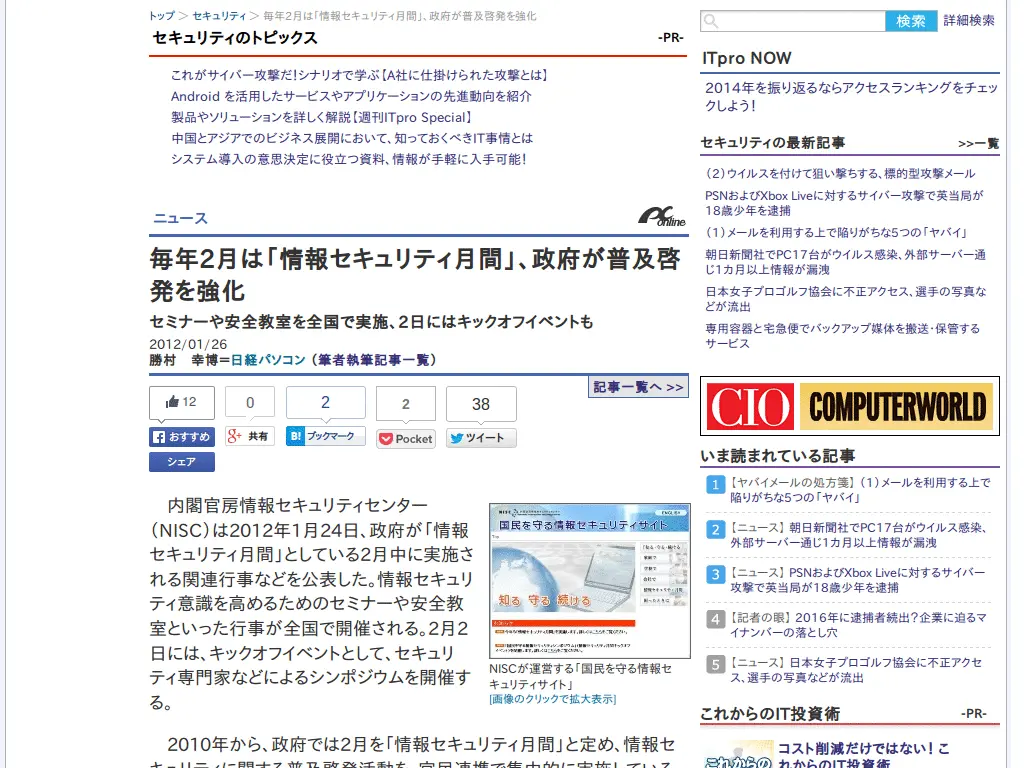 トップ ＞ セキュリティ ＞ 毎年2月は「情報セキュリティ月間」、政府が普及啓発を強化
セキュリティのトピックス
-PR-
これがサイバー攻撃だ！シナリオで学ぶ【A社に仕掛けられた攻撃とは】
Android を活用したサービスやアプリケーションの先進動向を紹介
製品やソリューションを詳しく解説【週刊ITpro Special】
中国とアジアでのビジネス展開において、知っておくべきIT事情とは
システム導入の意思決定に役立つ資料、情報が手軽に入手可能！
ニュース
PC online
毎年2月は「情報セキュリティ月間」、政府が普及啓
発を強化
セミナーや安全教室を全国で実施、2日にはキックオフイベントも
2012/01/26
勝村 幸博＝日経パソコン （筆者執筆記事一覧）
記事一覧へ >>
12
0
2
2
38
おすすめ
共有
B! ブックマーク
Pocket
ツイート
シェア
内閣官房情報セキュリティセンター
（NISC）は2012年1月24日、政府が「情報
セキュリティ月間」としている2月中に実施さ
れる関連行事などを公表した。情報セキュリ
ティ意識を高めるためのセミナーや安全教
室といった行事が全国で開催される。2月2
日には、キックオフイベントとして、セキュリ
ティ専門家などによるシンポジウムを開催す
る。
国民を守る情報セキュリティサイト
知る 守る 続ける
NISCが運営する「国民を守る情報セ
キュリティサイト」
[画像のクリックで拡大表示]
2010年から、政府では2月を「情報セキュリティ月間」と定め、情報セ
キュリティに関する普及啓発活動を、官民連携で集中的に実施している
検索
詳細検索
ITpro NOW
2014年を振り返るならアクセスランキングをチェッ
クしよう！
セキュリティの最新記事
>>一覧
（2）ウイルスを付けて狙い撃ちする、標的型攻撃メール
PSNおよびXbox Liveに対するサイバー攻撃で英当局が
18歳少年を逮捕
（1）メールを利用する上で陥りがちな5つの「ヤバイ」
朝日新聞社でPC17台がウイルス感染、外部サーバー通
じ1カ月以上情報が漏洩
日本女子プロゴルフ協会に不正アクセス、選手の写真な
どが流出
専用容器と宅急便でバックアップ媒体を搬送・保管する
サービス
CIO COMPUTERWORLD
いま読まれている記事
1 【ヤバイメールの処方箋】（1）メールを利用する上で
陥りがちな5つの「ヤバイ」
2 【ニュース】朝日新聞社でPC17台がウイルス感染、
外部サーバー通じ1カ月以上情報が漏洩
3 【ニュース】PSNおよびXbox Liveに対するサイバー
攻撃で英当局が18歳少年を逮捕
4 【記者の眼】2016年に逮捕者続出？企業に迫るマ
イナンバーの落とし穴
5 【ニュース】日本女子プロゴルフ協会に不正アクセ
ス、選手の写真などが流出
これからのIT投資術
-PR-
これからの
コスト削減だけではない！ こ
れからのIT投資術